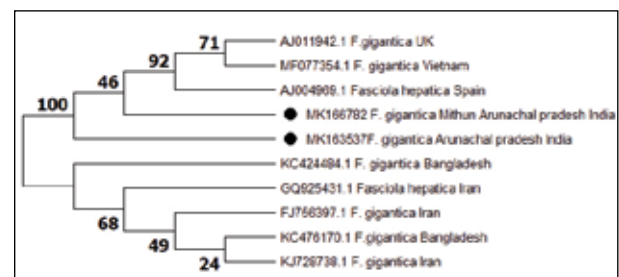 71
AJ011942.1 F.gigantica UK
92
MF077354.1 F. gigantica Vietnam
46
AJ004969.1 Fasciola hepatica Spain
100
MK166782 F. gigantica Mithun Arunachal pradesh India
MK163537F. gigantica Arunachal pradesh India
KC424484.1 F. gigantica Bangladesh
GQ925431.1 Fasciola hepatica Iran
68
FJ756397.1 F. gigantica Iran
49
KC476170.1 F.gigantica Bangladesh
24
KJ728738.1 F. gigantica Iran